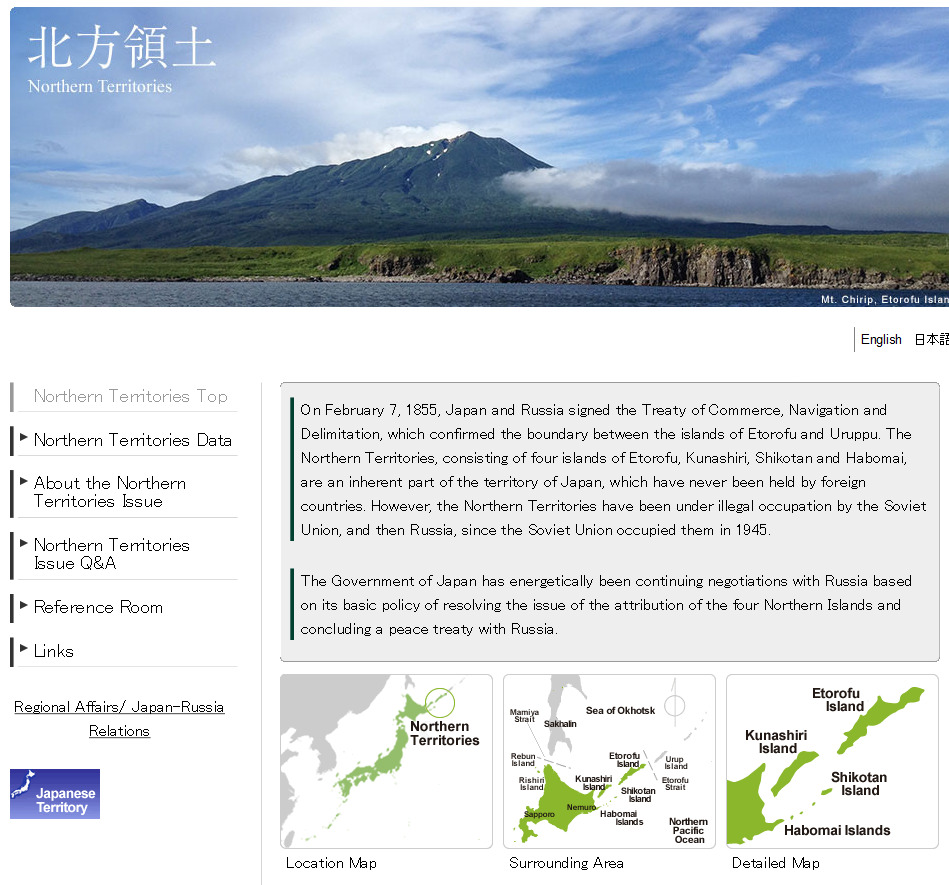 北方領土
Northern Territories
Mt. Chirip, Etorofu Islan
English 日本語
Northern Territories Top
Northern Territories Data
About the Northern
Territories Issue
Northern Territories
Issue Q&A
Reference Room
Links
Regional Affairs/ Japan-Russia
Relations
Japanese
Territory
On February 7, 1855, Japan and Russia signed the Treaty of Commerce, Navigation and
Delimitation, which confirmed the boundary between the islands of Etorofu and Uruppu. The
Northern Territories, consisting of four islands of Etorofu, Kunashiri, Shikotan and Habomai,
are an inherent part of the territory of Japan, which have never been held by foreign
countries. However, the Northern Territories have been under illegal occupation by the Soviet
Union, and then Russia, since the Soviet Union occupied them in 1945.
The Government of Japan has energetically been continuing negotiations with Russia based
on its basic policy of resolving the issue of the attribution of the four Northern Islands and
concluding a peace treaty with Russia.
Northern
Territories
Location Map
Mamiya
Strait
Sakhalin
Sea of Okhotsk
Rebun
Island
Rishiri
Island
Etorofu
Island
Urup
Island
Kunashiri
Island
Etorofu
Strait
Shikotan
Island
Sapporo
Nemuro
Habomai
Islands
Northern
Pacific
Ocean
Surrounding Area
Etorofu
Island
Kunashiri
Island
Shikotan
Island
Habomai Islands
Detailed Map